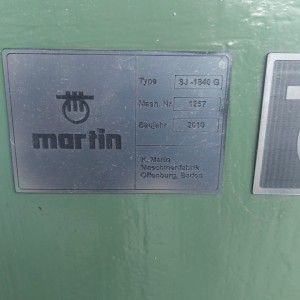 martin
Type SJ-1840 G
Masch. Nr. 1257
Baujahr 2010
K. Martin
Maschinenfabrik
Offenburg, Baden